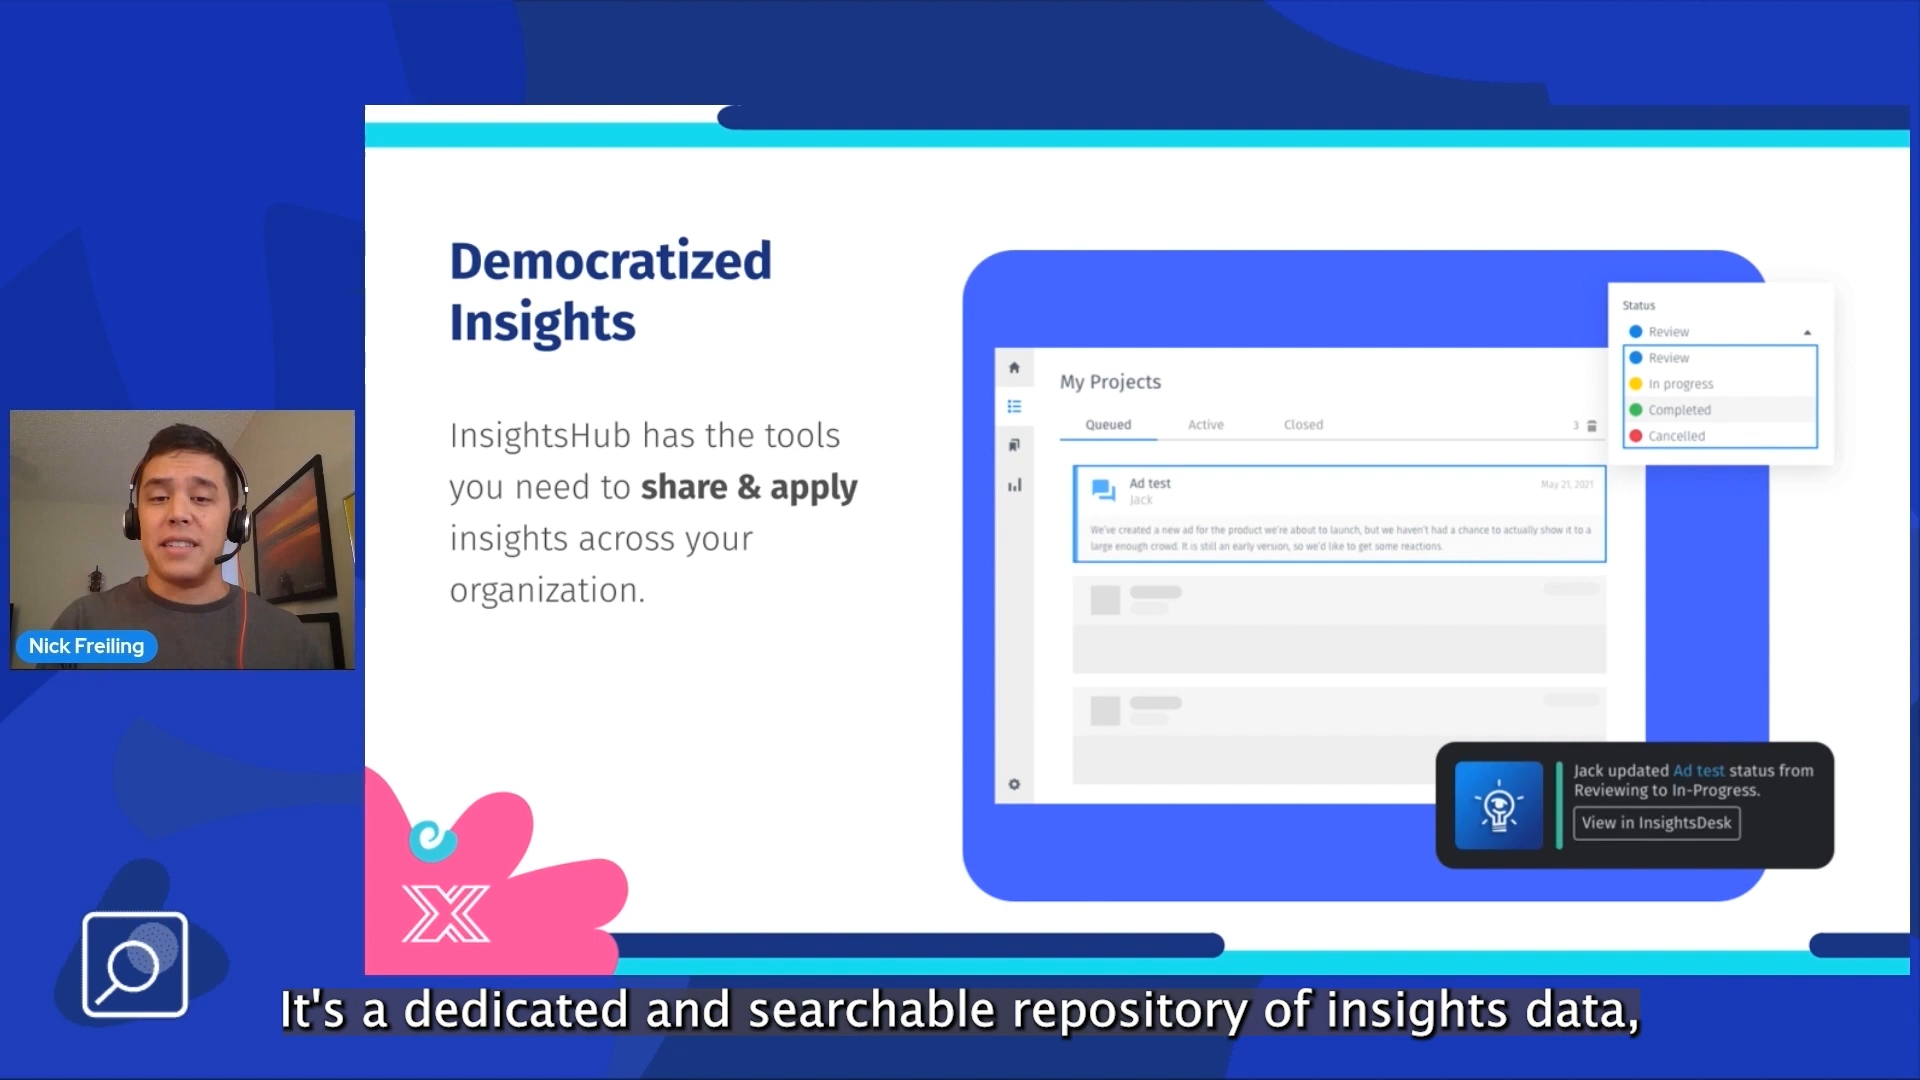 Democratized
Insights
InsightsHub has the tools
you need to share & apply
insights across your
organization.
Status
Review
Review
In progress
Completed
Cancelled
My Projects
Queued Active Closed 3
Ad test May 21, 2021
Jack
We've created a new ad for the product we're about to launch, but we haven't had a chance to actually show it to a
large enough crowd. It is still an early version, so we'd like to get some reactions.
Jack updated Ad test status from
Reviewing to In-Progress.
View in InsightsDesk
Nick Freiling
It's a dedicated and searchable repository of insights data,